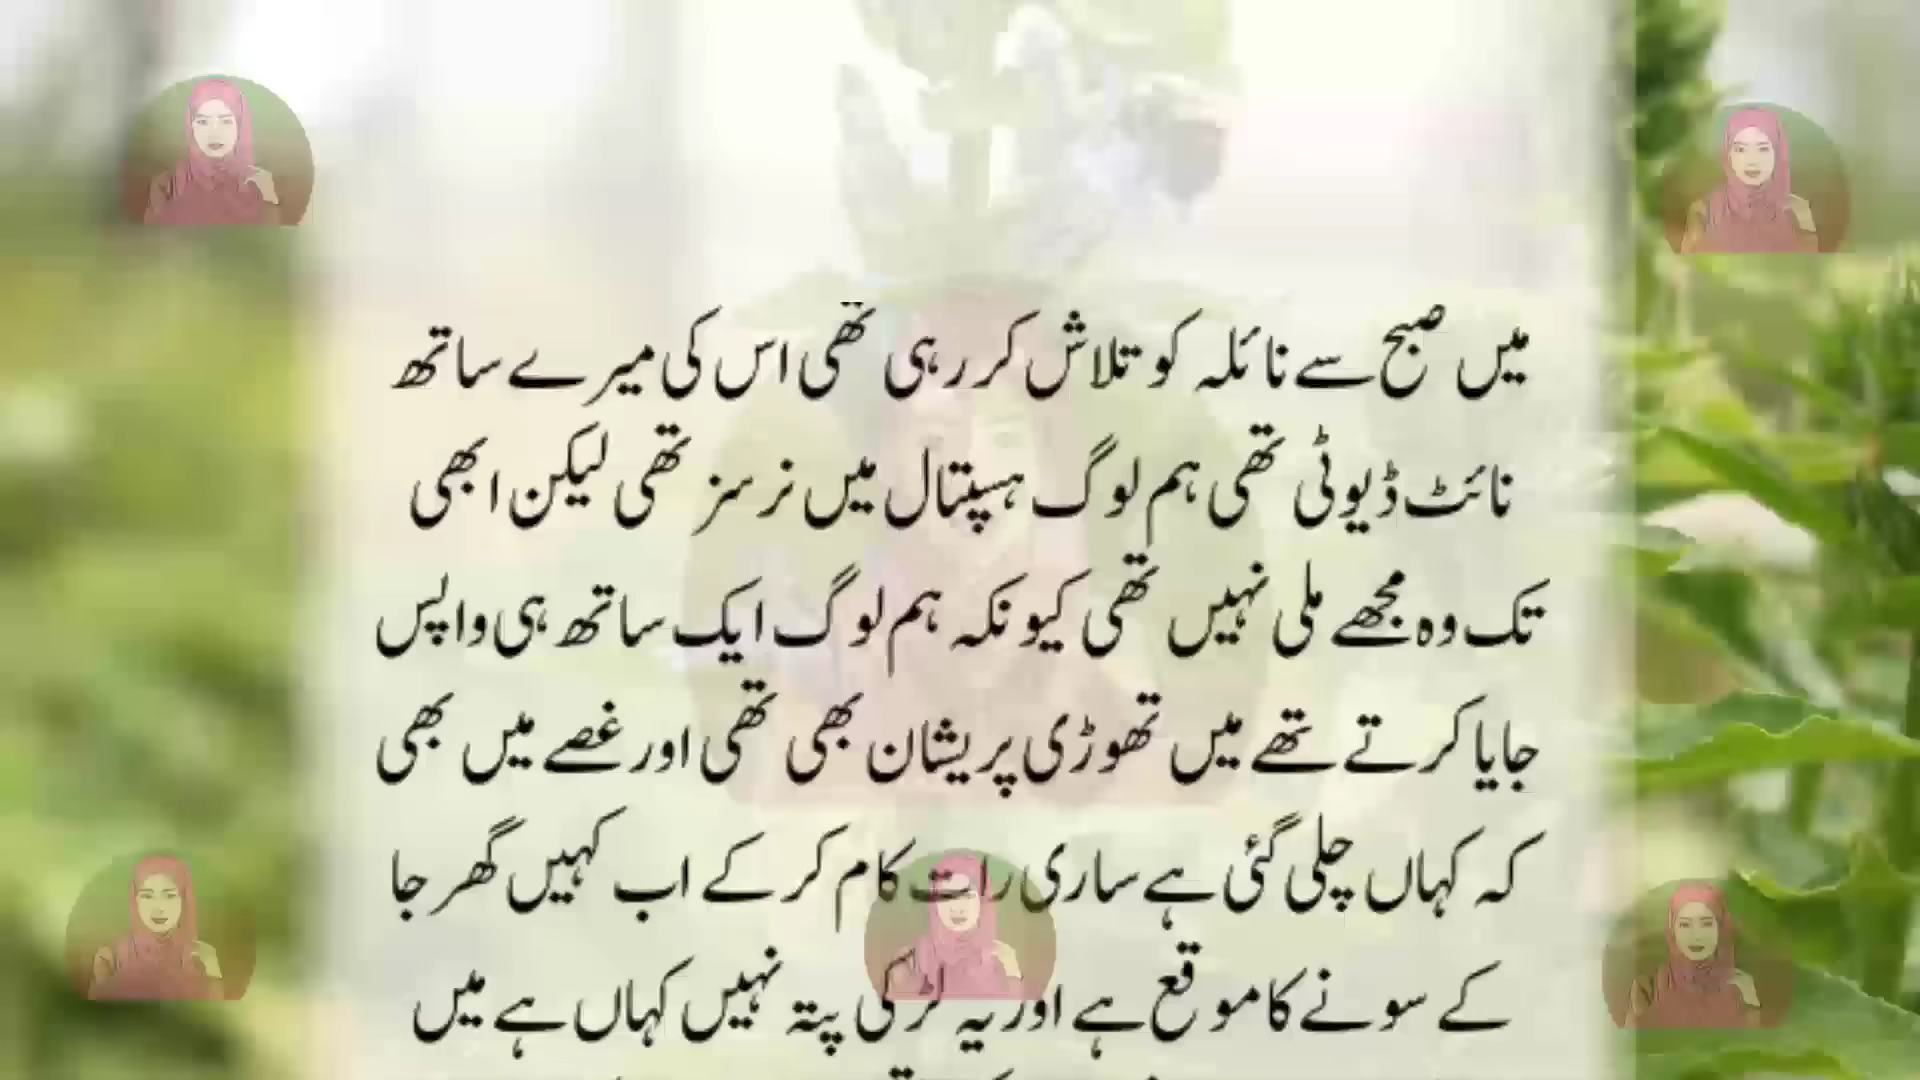 میں صبح سے نائلہ کو تلاش کر رہی تھی اس کی میرے ساتھ
نائٹ ڈیوٹی تھی ہم لوگ ہسپتال میں نرسز تھی لیکن ابھی
تک وہ مجھے ملی نہیں تھی کیونکہ ہم لوگ ایک ساتھ ہی واپس
جایا کرتے تھے میں تھوڑی پریشان بھی تھی اور غصے میں بھی
کہ کہاں چلی گئی ہے ساری رات کام کر کے اب کہیں گھر جا
کے سونے کا موقع ہے اور یہ لڑکی پتہ نہیں کہاں ہے میں